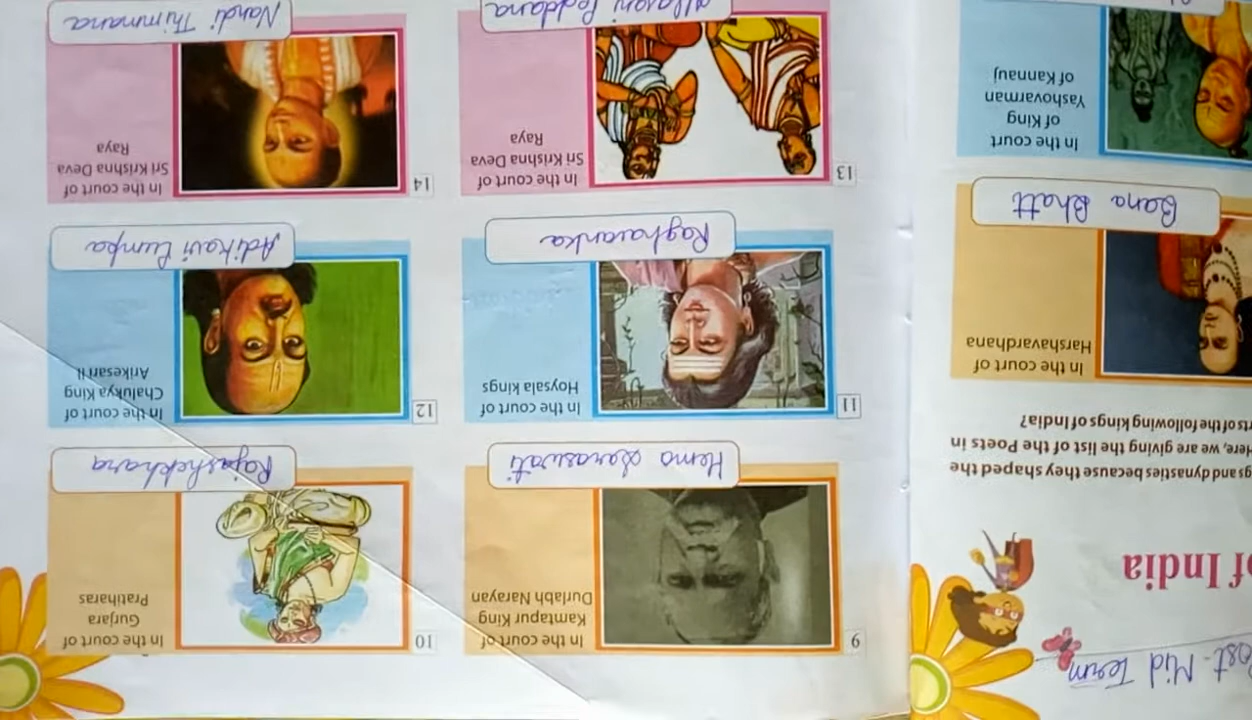 Post- Mid Term
of India
gs and dynasties because they shaped the
Here, we are giving the list of the Poets in
rts of the following kings of India?
In the court of
Harshavardhana
Bana Bhatt
In the court
of King
Yashovarman
of Kannauj
9
In the court of
Kamtapur King
Durlabh Narayan
Hema Saraswati
10
In the court of
Gurjara
Pratiharas
Rajashekhara
11
In the court of
Hoysala kings
Raghavanka
12
In the court of
Chalukya King
Arikesari II
Adikavi Pampa
13
In the court of
Sri Krishna Deva
Raya
Allasani Peddana
14
In the court of
Sri Krishna Deva
Raya
Nandi Thimmana